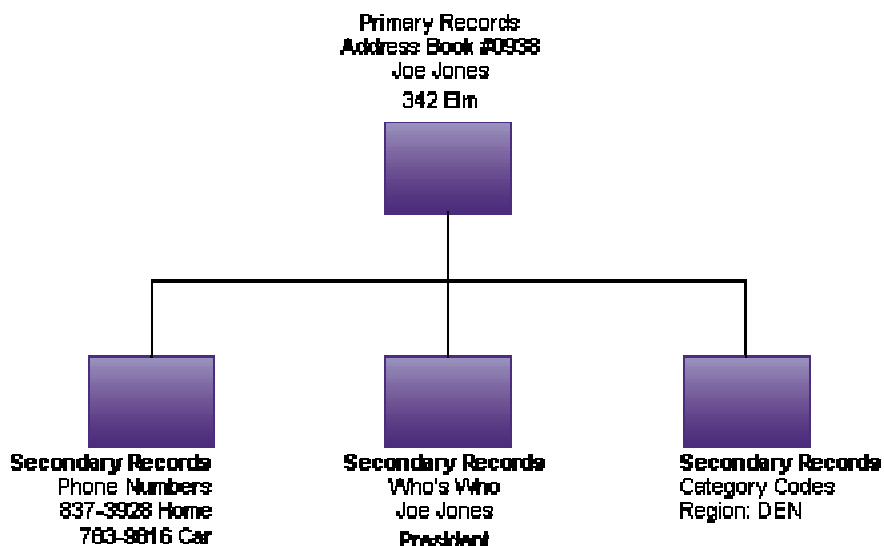 Primary Records
Address Book #0938
Joe Jones
342 Elm
Secondary Records
Phone Numbers
837-3928 Home
763-9816 Car
Secondary Records
Who's Who
Joe Jones
President
Secondary Records
Category Codes
Region: DEN